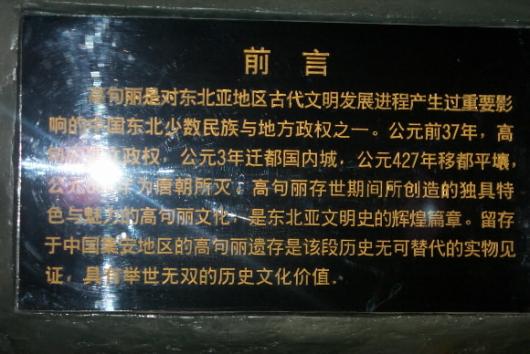 前言
高句丽是对东北亚地区古代文明发展进程产生过重要影
响的中国东北少数民族与地方政权之一。公元前37年，高
政权，公元3年迁都国内城，公元427年移都平壤，
公元 年为唐朝所灭。高句丽存世期间所创造的独具特
色与魅力的高句丽文化，是东北亚文明史的辉煌篇章。留存
于中国集安地区的高句丽遗存是该段历史无可替代的实物见
证，具有举世无双的历史文化价值.